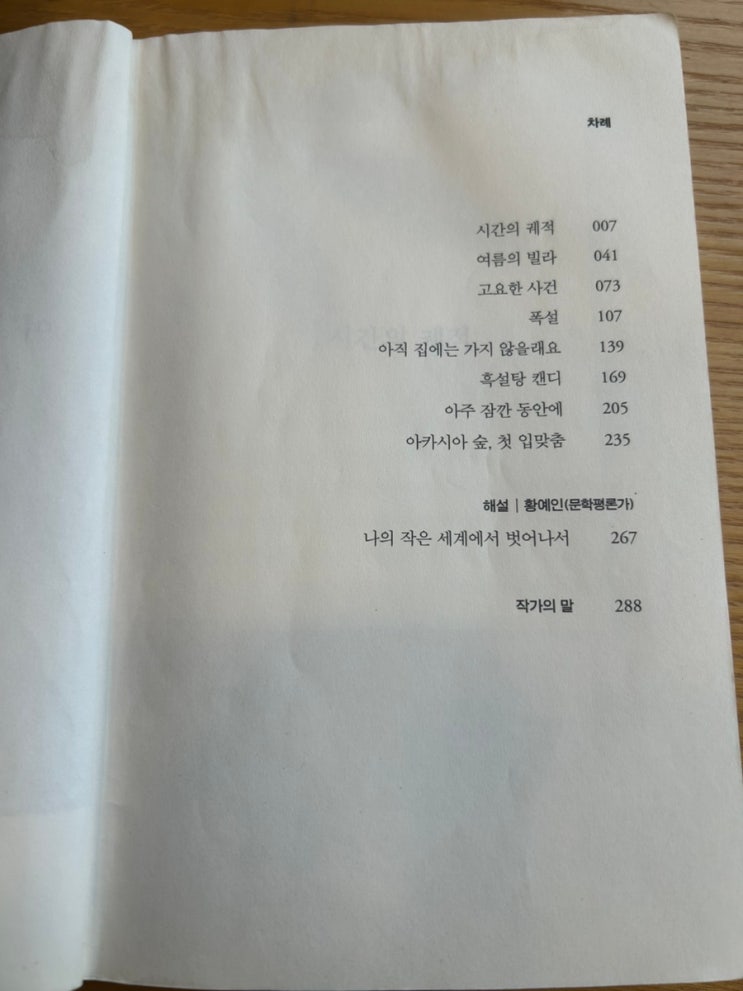 차례
시간의 궤적 007
여름의 빌라 041
고요한 사건 073
폭설 107
아직 집에는 가지 않을래요 139
흑설탕 캔디 169
아주 잠깐 동안에 205
아카시아 숲, 첫 입맞춤 235
해설 | 황예인(문학평론가)
나의 작은 세계에서 벗어나서 267
작가의 말 288